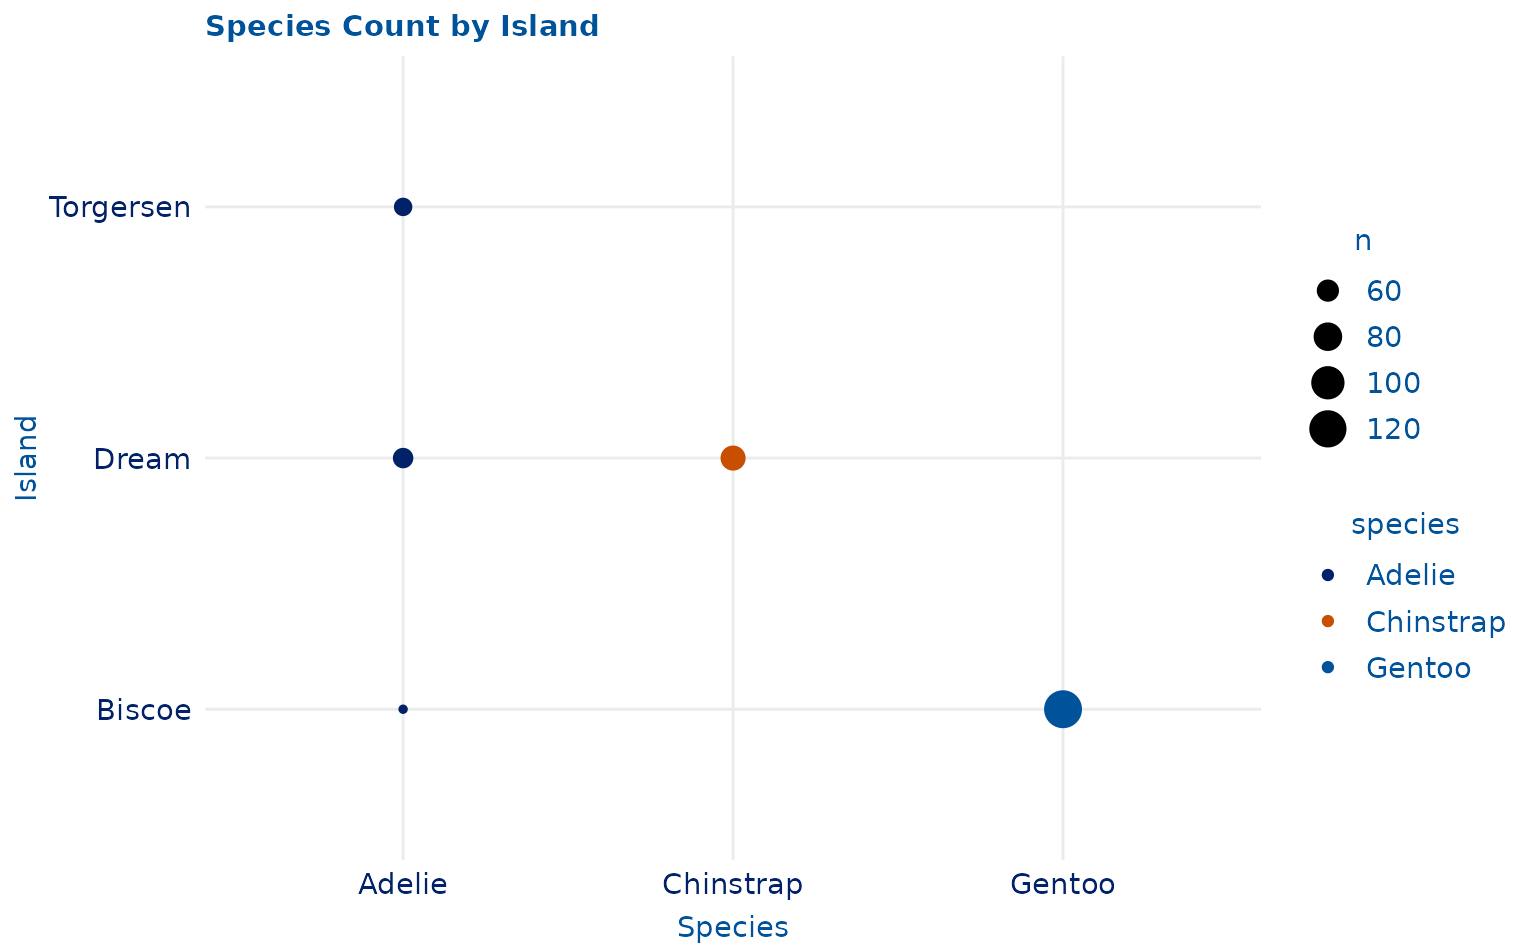 Species Count by Island
Island
Torgersen
Dream
Biscoe
Adelie
Chinstrap
Gentoo
Species
n
60
80
100
120
species
Adelie
Chinstrap
Gentoo